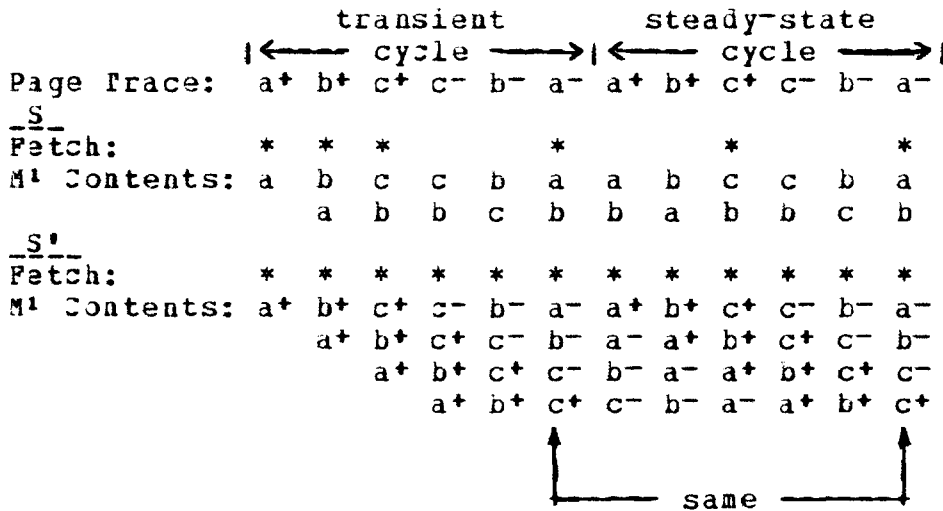 transient steady-state
|← cycle →|← cycle →|
Page Trace: a+ b+ c+ c- b- a- a+ b+ c+ c- b- a-
S
Fetch: * * * * * *
M¹ Contents: a b c c b a a b c c b a
a b b c b b a b b c b
S'
Fetch: * * * * * * * * * * * *
M¹ Contents: a+ b+ c+ c- b- a- a+ b+ c+ c- b- a-
a+ b+ c+ c- b- a- a+ b+ c+ c- b-
a+ b+ c+ c- b- a- a+ b+ c+ c-
a+ b+ c+ c- b- a- a+ b+ c+
same